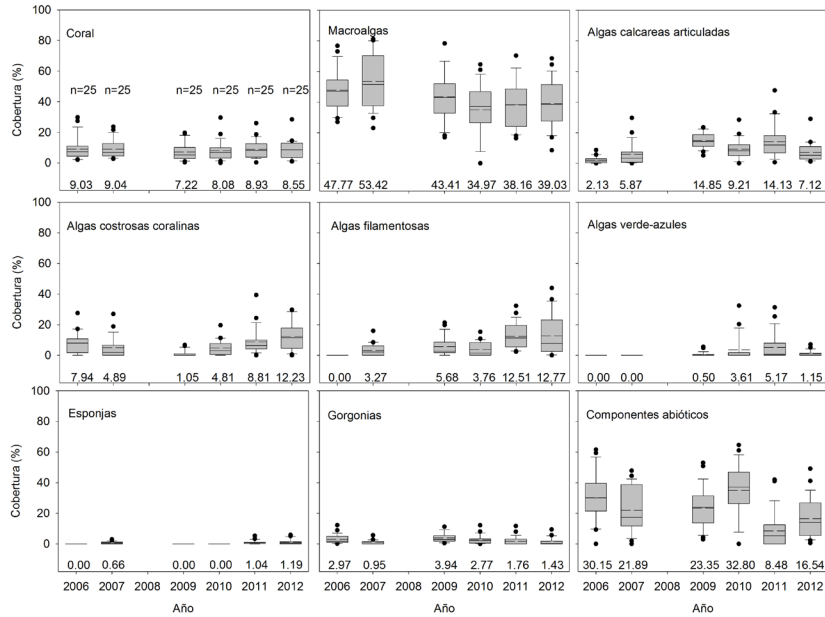 Coral
Macroalgas
Algas calcareas articuladas
Cobertura (%)
100
80
60
40
20
0
n=25 n=25 n=25 n=25 n=25 n=25
9.03 9.04 7.22 8.08 8.93 8.55
47.77 53.42 43.41 34.97 38.16 39.03
2.13 5.87 14.85 9.21 14.13 7.12
Algas costrosas coralinas
Algas filamentosas
Algas verde-azules
Cobertura (%)
100
80
60
40
20
0
7.94 4.89 1.05 4.81 8.81 12.23
0.00 3.27 5.68 3.76 12.51 12.77
0.00 0.00 0.50 3.61 5.17 1.15
Esponjas
Gorgonias
Componentes abióticos
Cobertura (%)
100
80
60
40
20
0
0.00 0.66 0.00 0.00 1.04 1.19
2.97 0.95 3.94 2.77 1.76 1.43
30.15 21.89 23.35 32.80 8.48 16.54
2006 2007 2008 2009 2010 2011 2012
2006 2007 2008 2009 2010 2011 2012
2006 2007 2008 2009 2010 2011 2012
Año
Año
Año